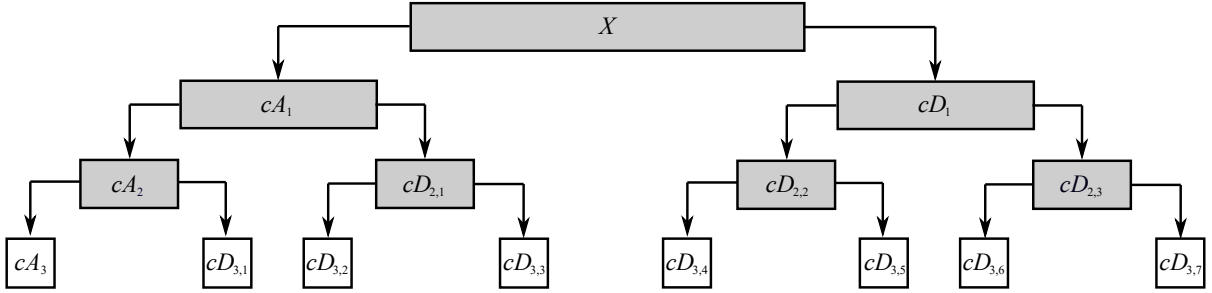 X
cA₁ cD₁
cA₂ cD₂,₁ cD₂,₂ cD₂,₃
cA₃ cD₃,₁ cD₃,₂ cD₃,₃ cD₃,₄ cD₃,₅ cD₃,₆ cD₃,₇